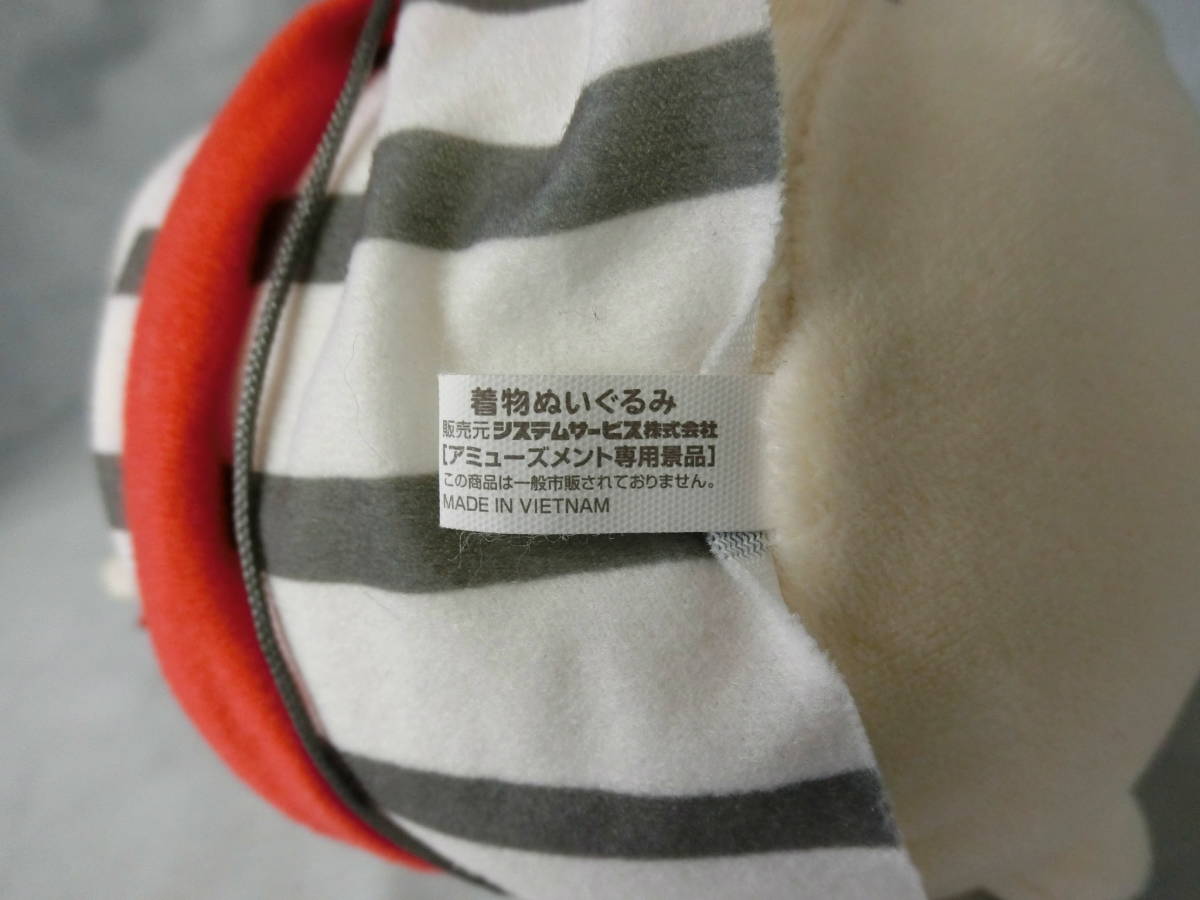 着物ぬいぐるみ
販売元 システムサービス株式会社
[アミューズメント専用景品]
この商品は一般市販されておりません。
MADE IN VIETNAM